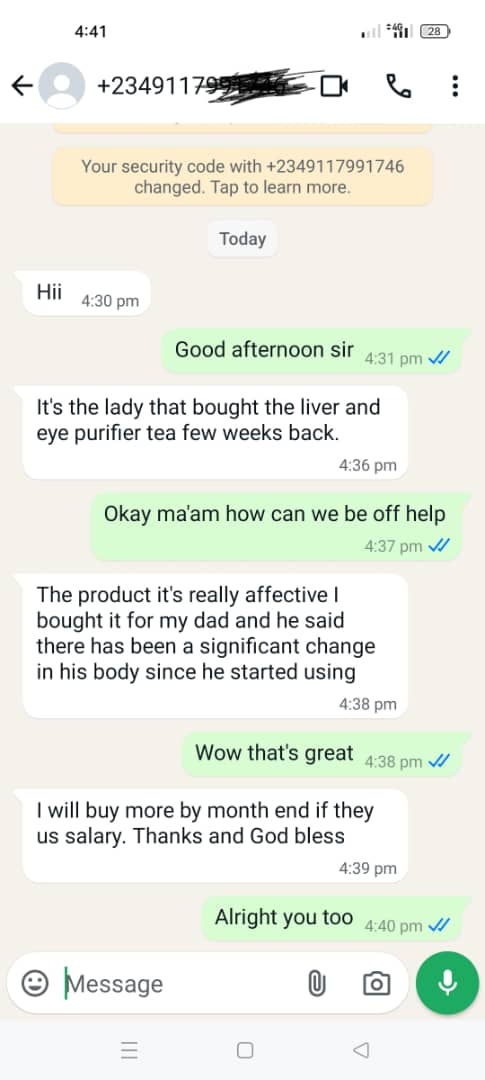 4:41
4G
28
+2349117
Your security code with +2349117991746
changed. Tap to learn more.
Today
Hii
4:30 pm
Good afternoon sir
4:31 pm
It's the lady that bought the liver and
eye purifier tea few weeks back.
4:36 pm
Okay ma'am how can we be off help
4:37 pm
The product it's really affective I
bought it for my dad and he said
there has been a significant change
in his body since he started using
4:38 pm
Wow that's great
4:38 pm
I will buy more by month end if they
us salary. Thanks and God bless
4:39 pm
Alright you too
4:40 pm
Message